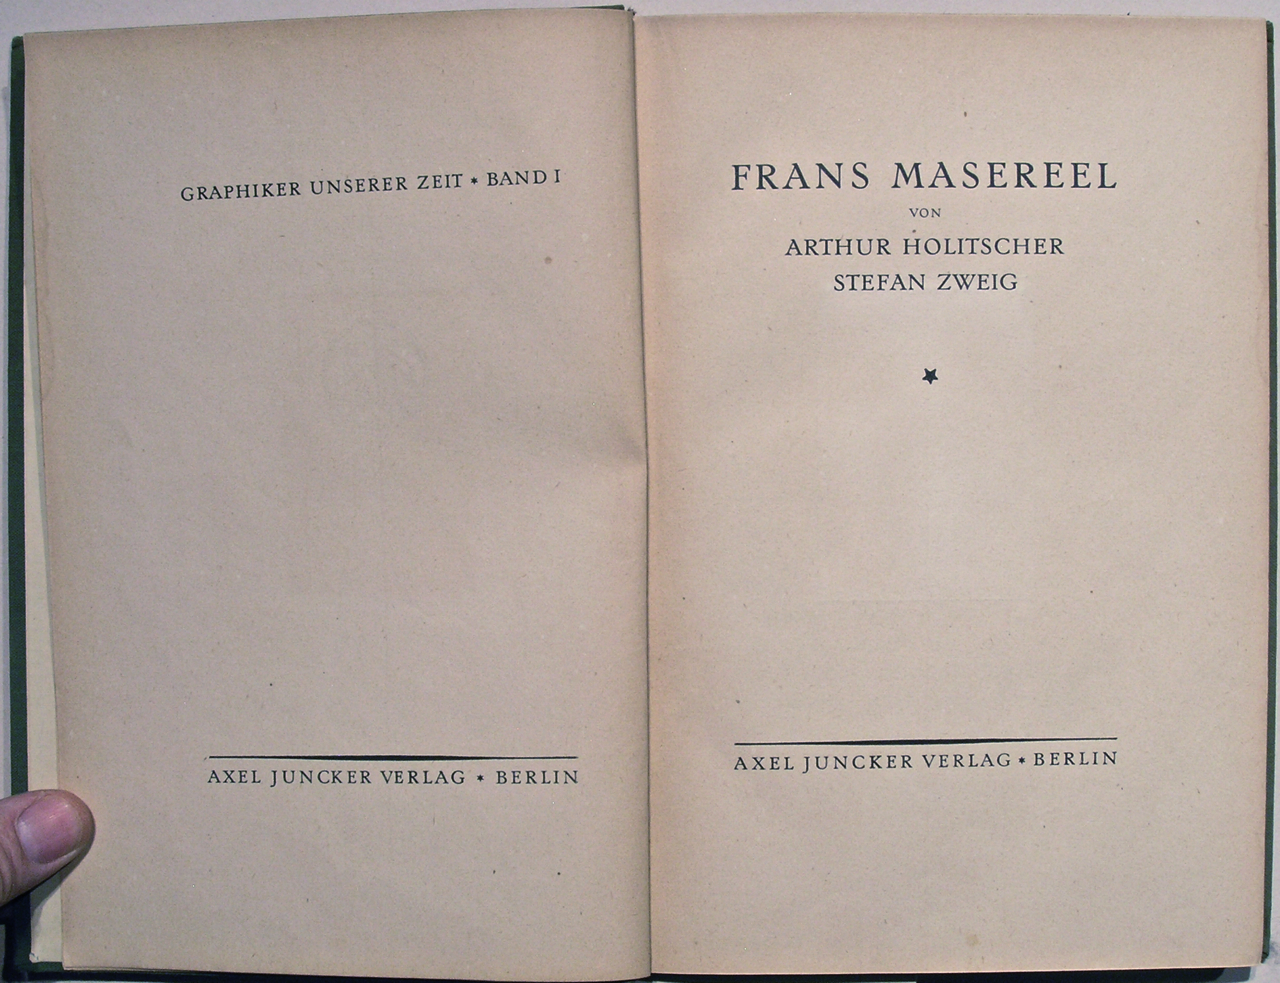 GRAPHIKER UNSERER ZEIT * BAND I
AXEL JUNCKER VERLAG * BERLIN
FRANS MASEREEL
VON
ARTHUR HOLITSCHER
STEFAN ZWEIG
AXEL JUNCKER VERLAG * BERLIN